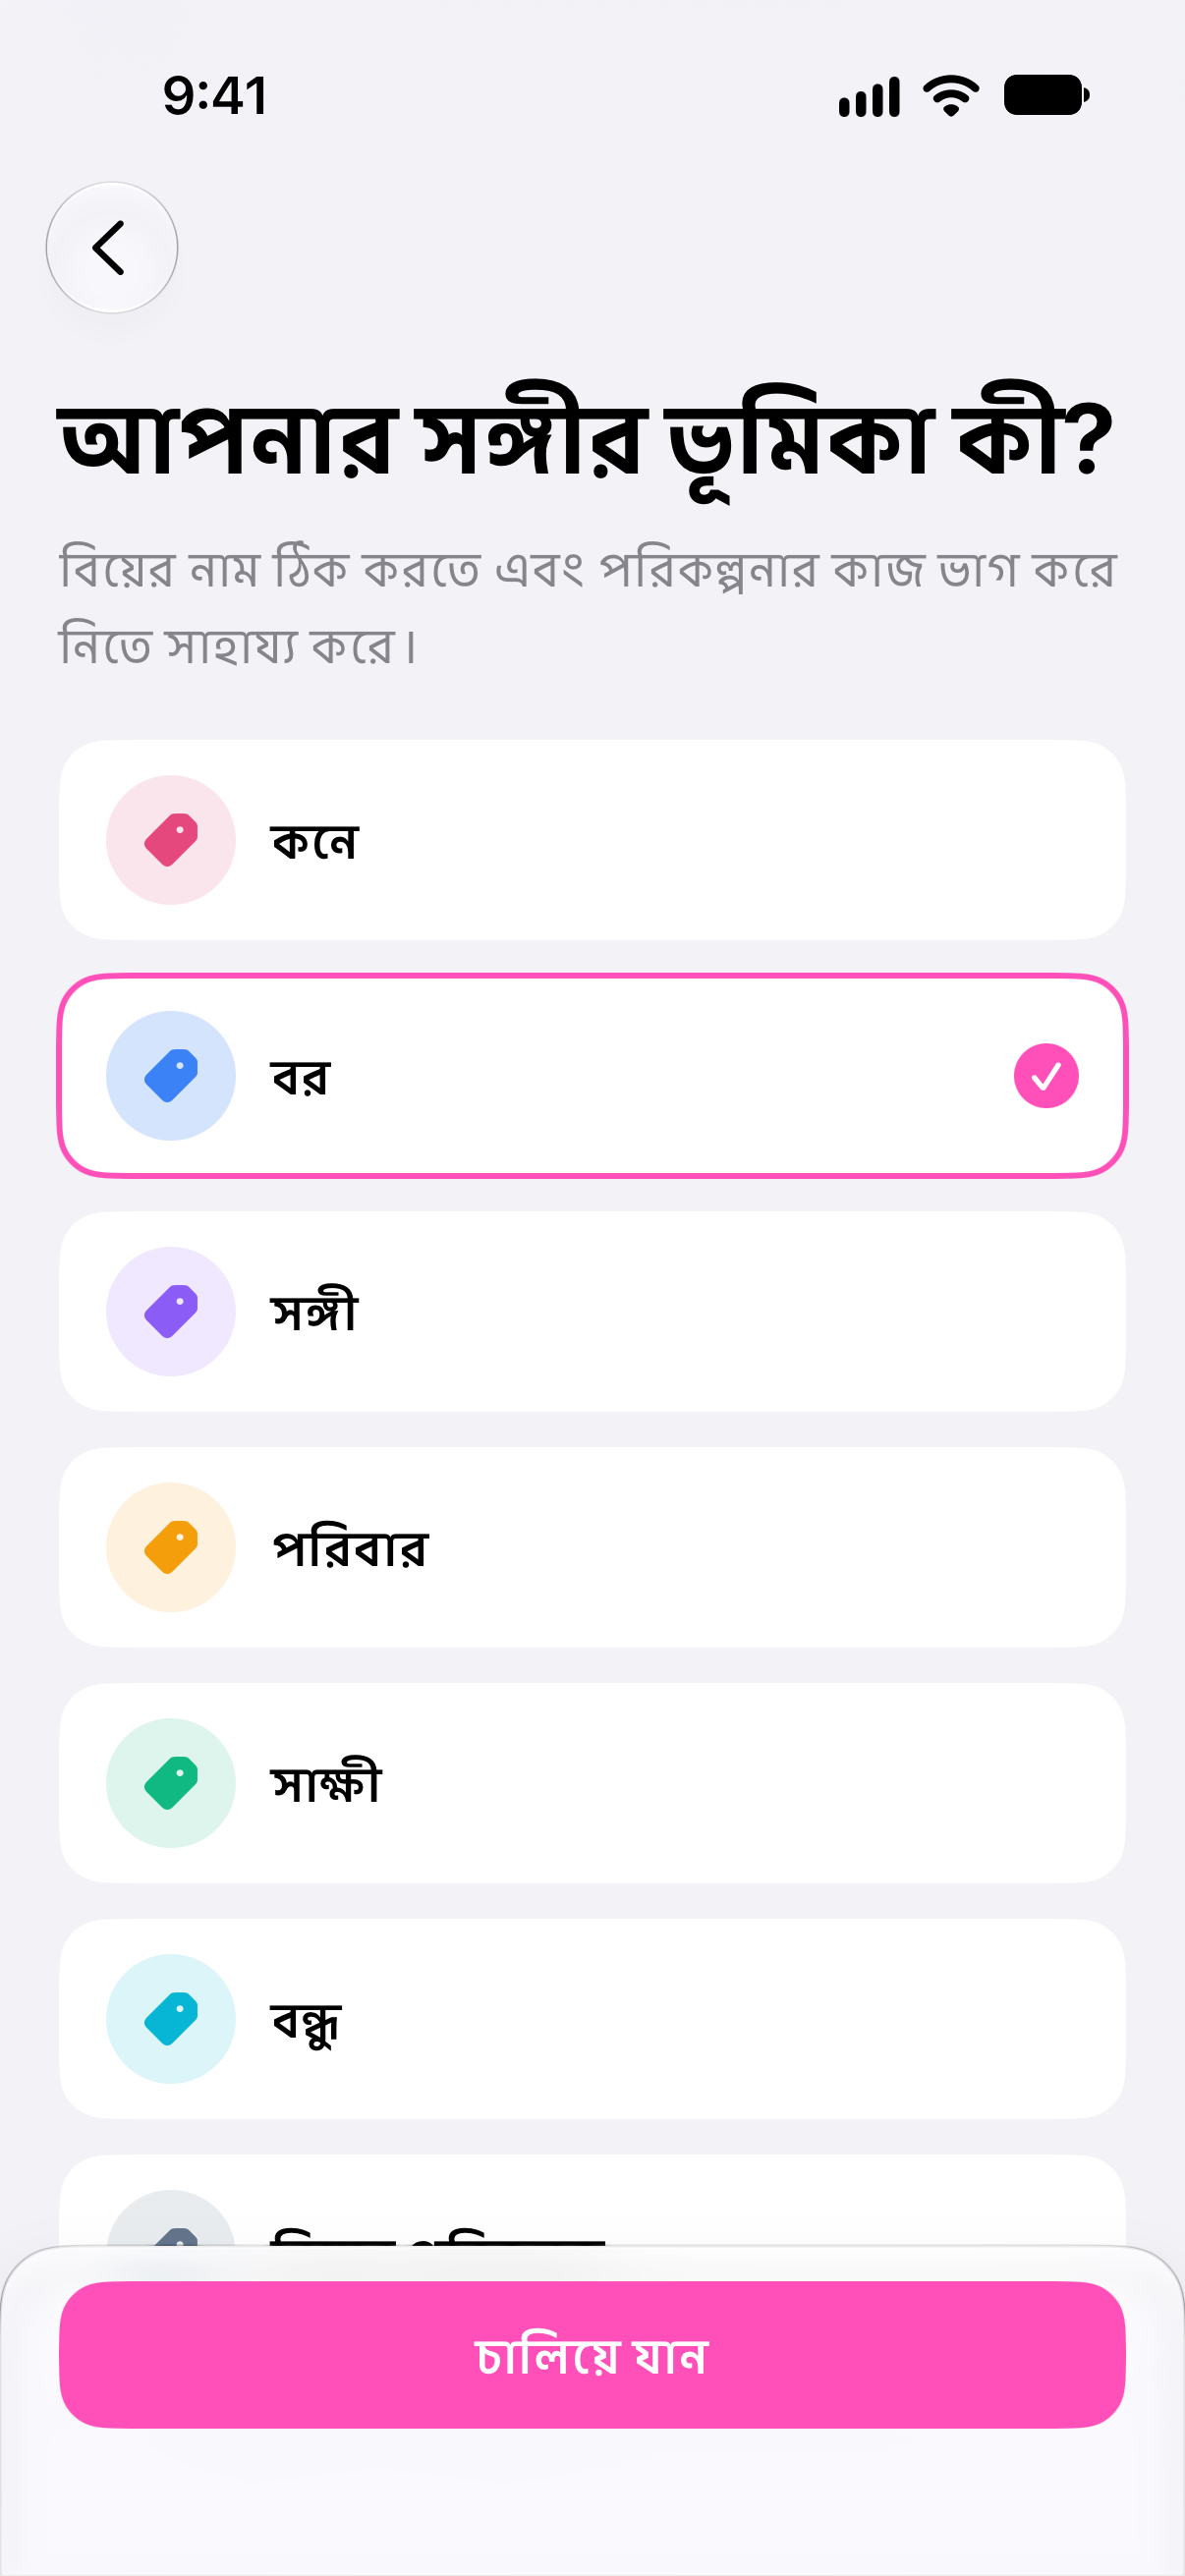 9:41
আপনার সঙ্গীর ভূমিকা কী?
বিয়ের নাম ঠিক করতে এবং পরিকল্পনার কাজ ভাগ করে
নিতে সাহায্য করে।
কনে
বর
সঙ্গী
পরিবার
সাক্ষী
বন্ধু
চালিয়ে যান